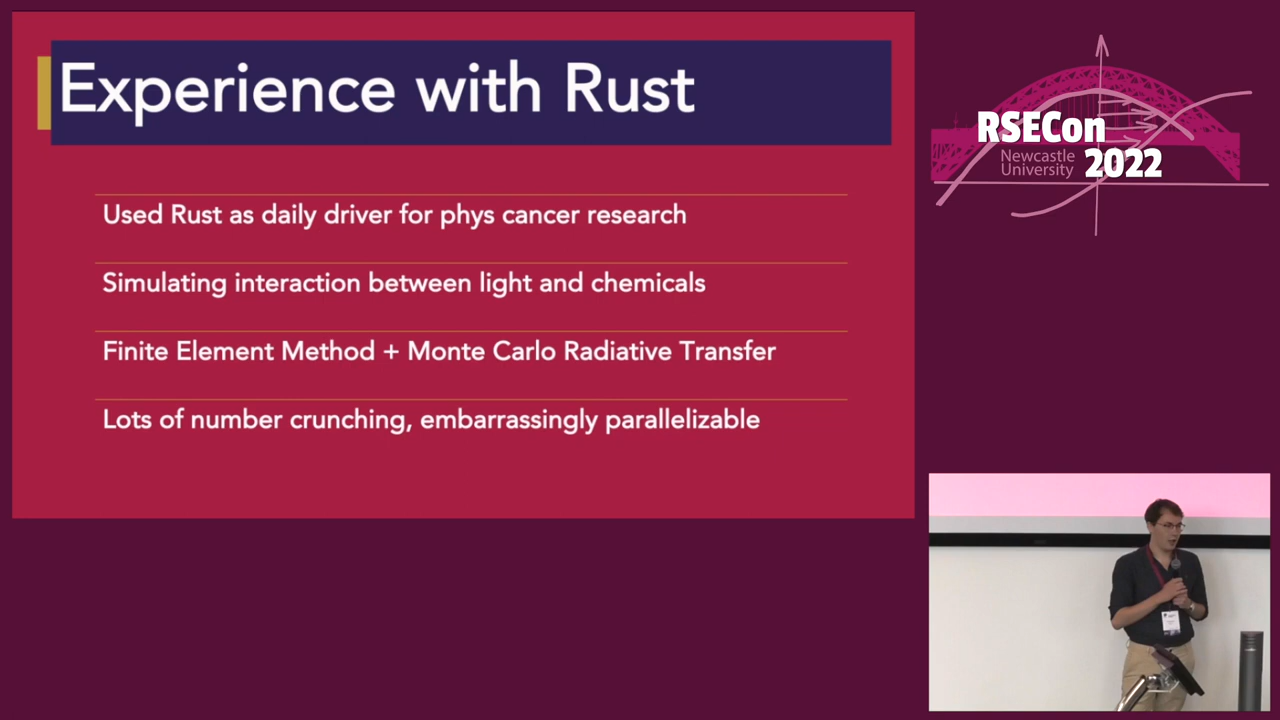 Experience with Rust
Used Rust as daily driver for phys cancer research
Simulating interaction between light and chemicals
Finite Element Method + Monte Carlo Radiative Transfer
Lots of number crunching, embarrassingly parallelizable
RSECon
Newcastle
University
2022